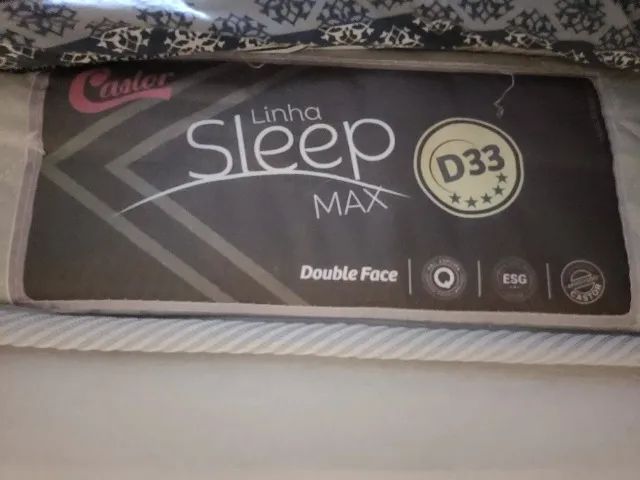 Castor
Linha
Sleep
MAX
D33
Double Face
ESG
CASTOR